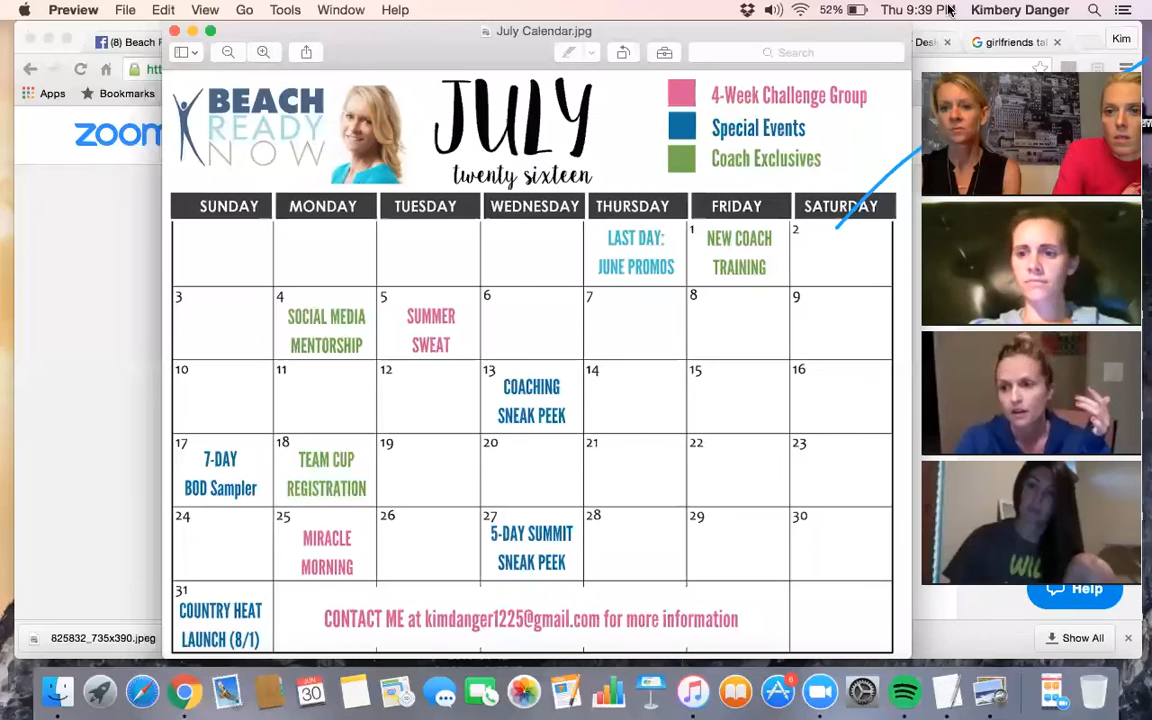 Preview File Edit View Go Tools Window Help
52% Thu 9:39 PM Kimbery Danger
July Calendar.jpg
(8) Beach
girlfriends tal
Kim
Search
Apps Bookmarks
zoom
BEACH
READY
NOW
JULY
twenty sixteen
4-Week Challenge Group
Special Events
Coach Exclusives
SUNDAY MONDAY TUESDAY WEDNESDAY THURSDAY FRIDAY SATURDAY
LAST DAY:
JUNE PROMOS
1 NEW COACH
TRAINING
2
3
4
SOCIAL MEDIA
MENTORSHIP
5
SUMMER
SWEAT
6
7
8
9
10
11
12
13
COACHING
SNEAK PEEK
14
15
16
17
7-DAY
BOD Sampler
18
TEAM CUP
REGISTRATION
19
20
21
22
23
24
25
MIRACLE
MORNING
26
27
5-DAY SUMMIT
SNEAK PEEK
28
29
30
31
COUNTRY HEAT
LAUNCH (8/1)
CONTACT ME at kimdanger1225@gmail.com for more information
Help
825832_735x390.jpeg
Show All
JUN
30
6